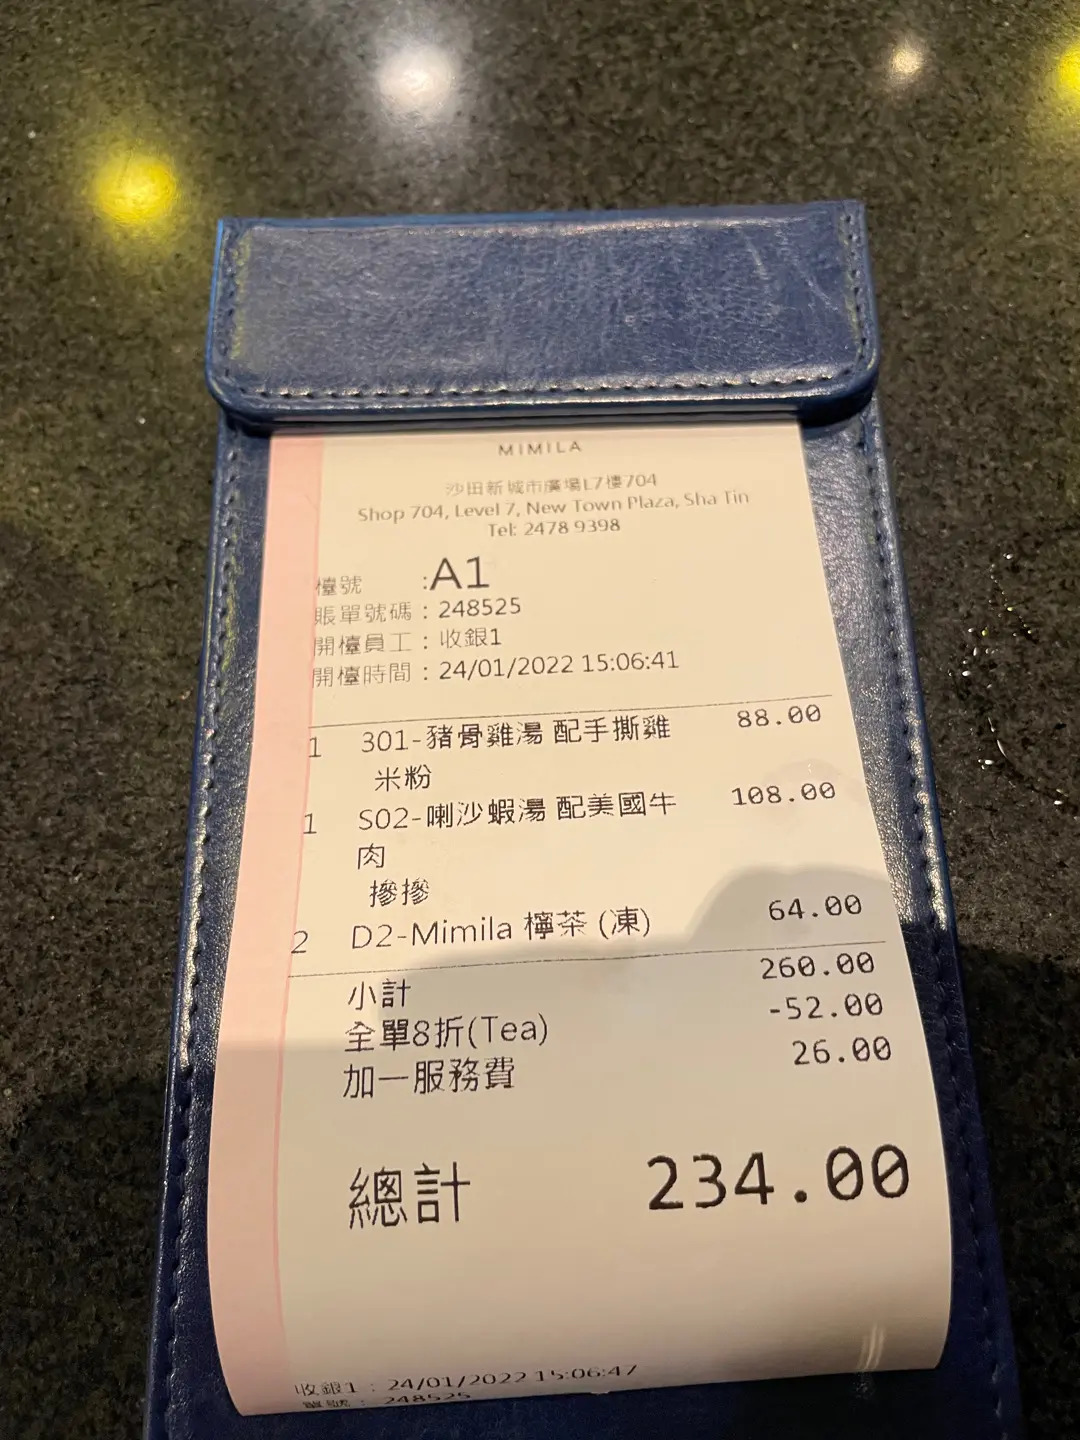 MIMILA
沙田新城市廣場L7樓704
Shop 704, Level 7, New Town Plaza, Sha Tin
Tel: 2478 9398
檯號 :A1
賬單號碼 : 248525
開檯員工 : 收銀1
開檯時間 : 24/01/2022 15:06:41
1 301-豬骨雞湯 配手撕雞 88.00
米粉
1 S02-喇沙蝦湯 配美國牛 108.00
肉
摻摻
2 D2-Mimila 檸茶 (凍) 64.00
小計 260.00
全單8折(Tea) -52.00
加一服務費 26.00
總計 234.00
收銀1 : 24/01/2022 15:06:47
單號 : 248525